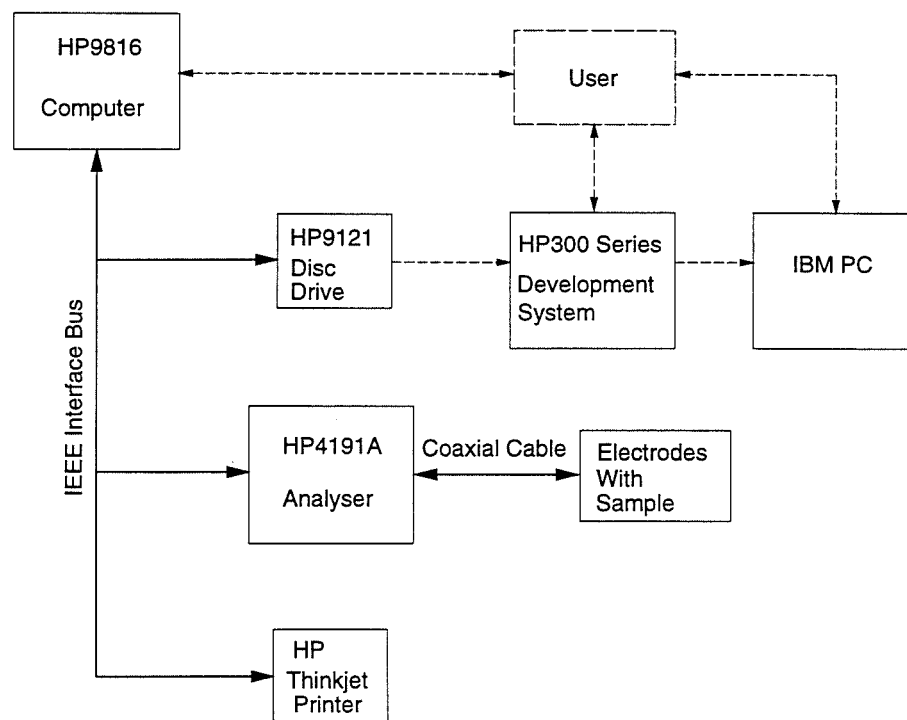 HP9816
Computer
User
HP9121
Disc
Drive
HP300 Series
Development
System
IBM PC
IEEE Interface Bus
HP4191A
Analyser
Coaxial Cable
Electrodes
With
Sample
HP
Thinkjet
Printer